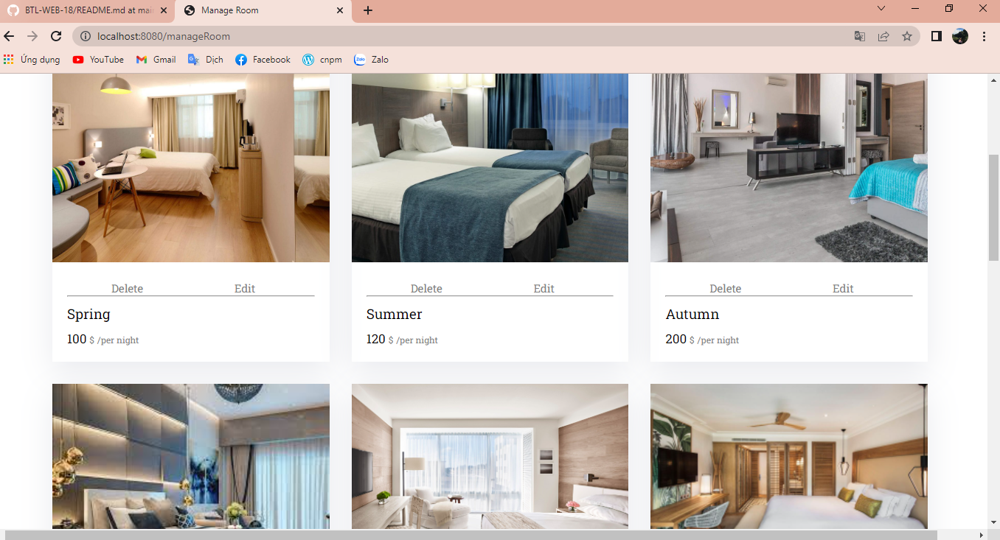 BTL-WEB-18/README.md at mai
Manage Room
localhost:8080/manageRoom
Ứng dụng YouTube Gmail Dịch Facebook cnpm Zalo Zalo
Delete Edit
Spring
100 $ /per night
Delete Edit
Summer
120 $ /per night
Delete Edit
Autumn
200 $ /per night